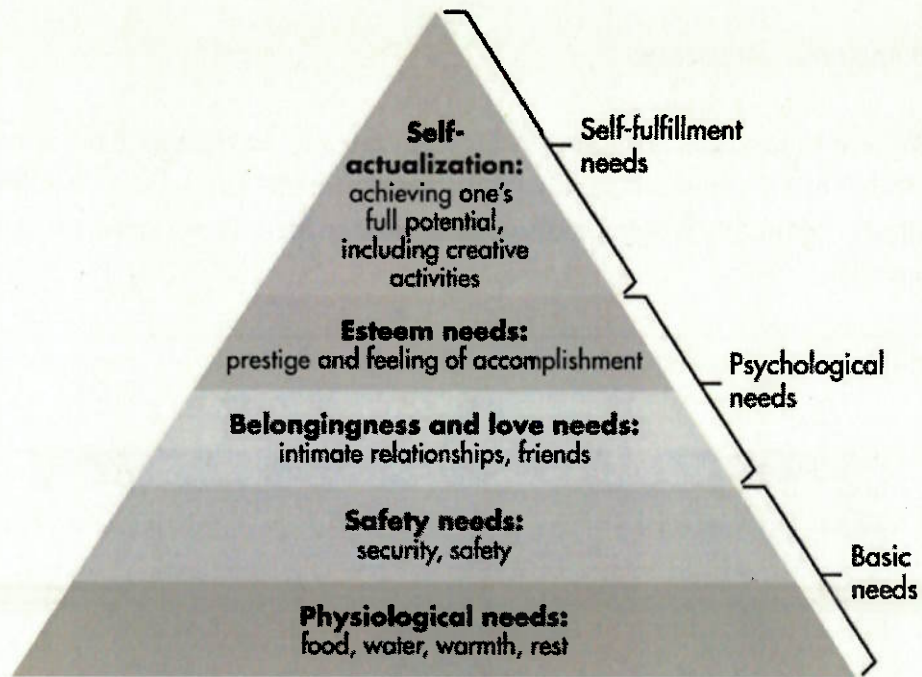 Self-
actualization:
achieving one's
full potential,
including creative
activities
Esteem needs:
prestige and feeling of accomplishment
Belongingness and love needs:
intimate relationships, friends
Safety needs:
security, safety
Physiological needs:
food, water, warmth, rest
Self-fulfillment
needs
Psychological
needs
Basic
needs